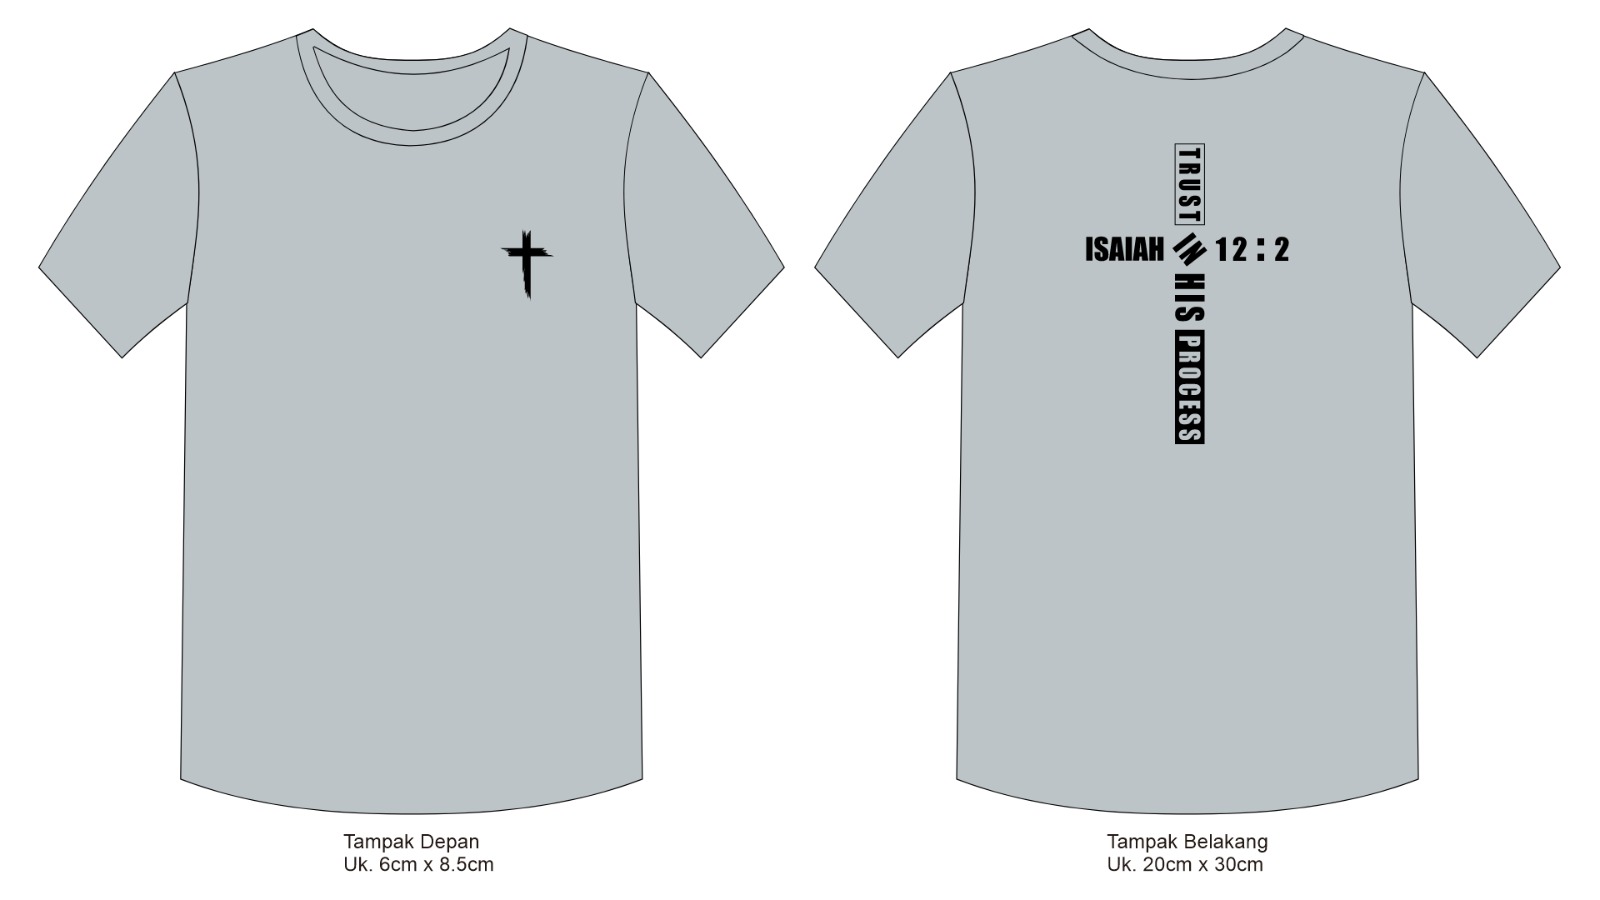 TRUST
ISAIAH IN 12:2
HIS
PROCESS
Tampak Depan
Uk. 6cm x 8.5cm
Tampak Belakang
Uk. 20cm x 30cm